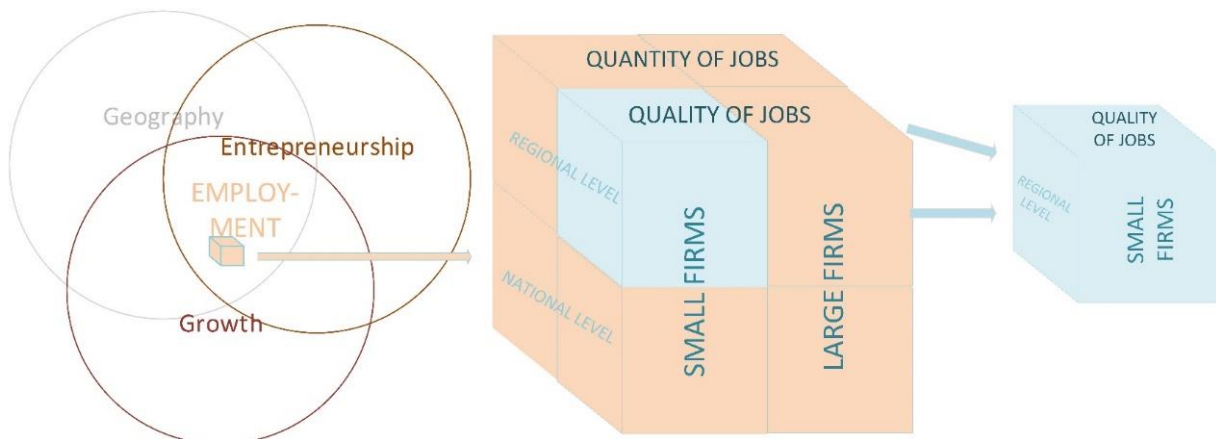 Geography
Entrepreneurship
EMPLOY-
MENT
Growth
QUANTITY OF JOBS
QUALITY OF JOBS
REGIONAL LEVEL
NATIONAL LEVEL
SMALL FIRMS
LARGE FIRMS
QUALITY
OF JOBS
REGIONAL
LEVEL
SMALL
FIRMS